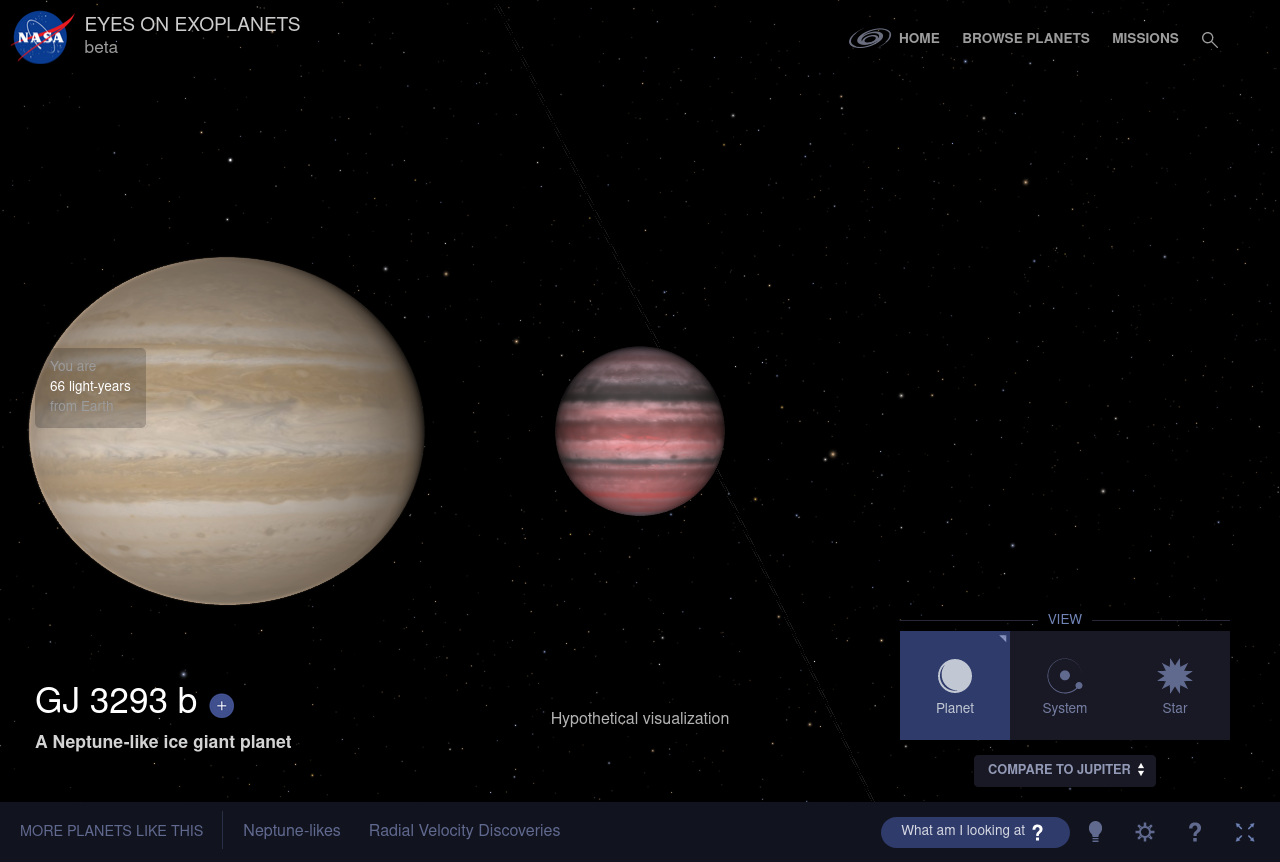 NASA
EYES ON EXOPLANETS
beta
HOME
BROWSE PLANETS
MISSIONS
You are
66 light-years
from Earth
GJ 3293 b +
A Neptune-like ice giant planet
Hypothetical visualization
VIEW
Planet
System
Star
COMPARE TO JUPITER
MORE PLANETS LIKE THIS
Neptune-likes
Radial Velocity Discoveries
What am I looking at ?
?